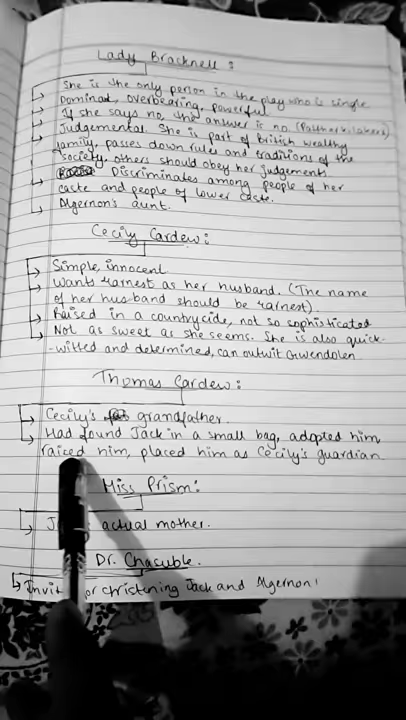 Lady Bracknell:
She is the only person in the play who is single
Dominad, overbearing, powerful
If she says no, the answer is no.
Judgemental. She is part of British wealthy
family, passes down rules and traditions of the
society, others should obey her judgements.
Discriminates among people of her
caste and people of lower caste.
Algernon's aunt.
Cecily Cardew:
Simple, innocent
Wants Earnest as her husband. (The name
of her husband should be Earnest)
Raised in a countrycide, not so sophisticated
Not as sweet as she seems. She is also quick-
-witted and determined, can outwit Gwendolen
Thomas Cardew:
Cecily's grandfather.
Had found Jack in a small bag, adopted him,
raiced him, placed him as Cecily's guardian.
Miss Prism:
actual mother.
Dr. Chasuble.
for christening Jack and Algernon